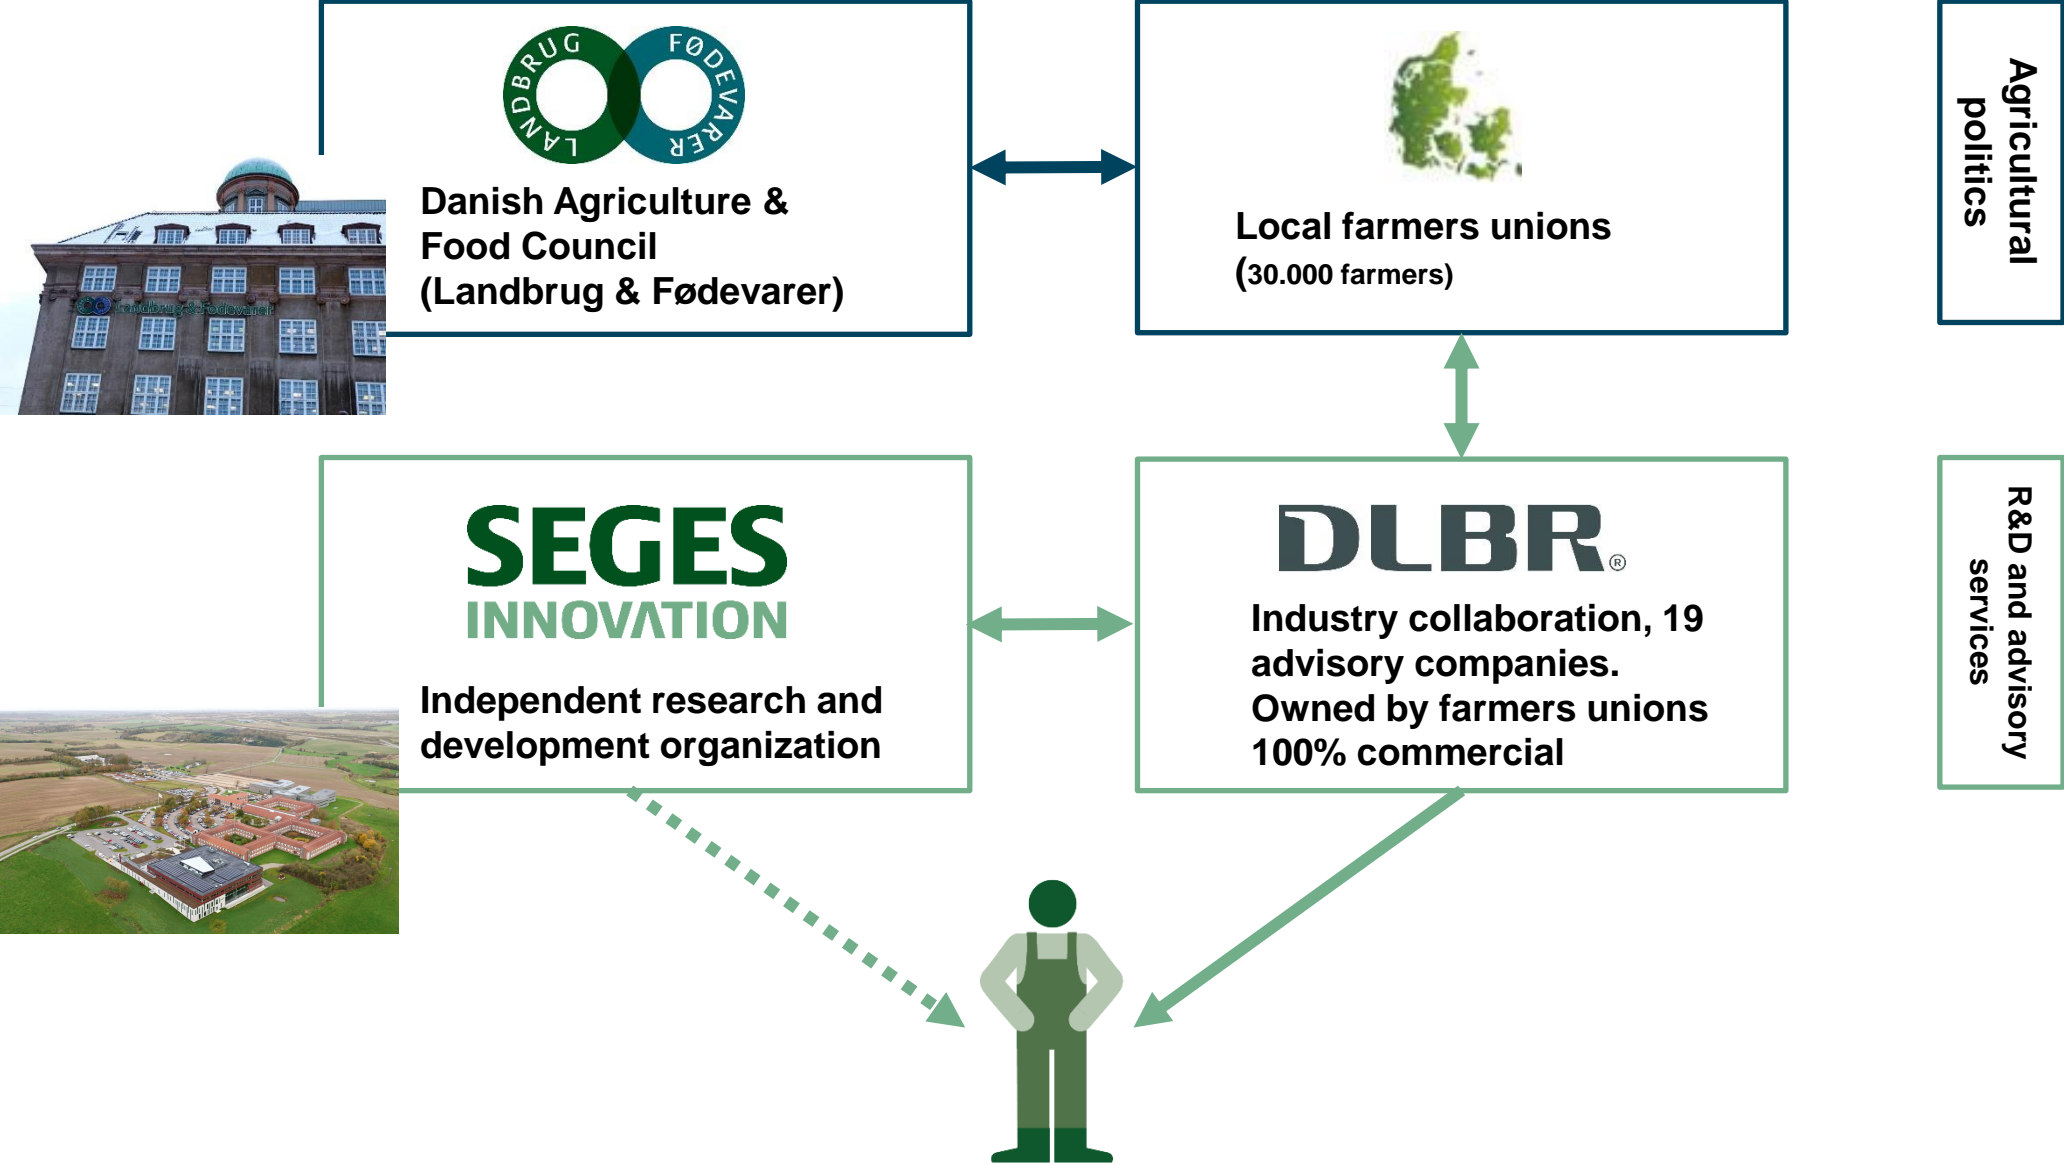 LANDBRUG FØDEVARER
Danish Agriculture &
Food Council
(Landbrug & Fødevarer)
Landbrug & Fødevarer
Local farmers unions
(30.000 farmers)
Agricultural
politics
SEGES
INNOVATION
Independent research and
development organization
DLBR®
Industry collaboration, 19
advisory companies.
Owned by farmers unions
100% commercial
R&D and advisory
services